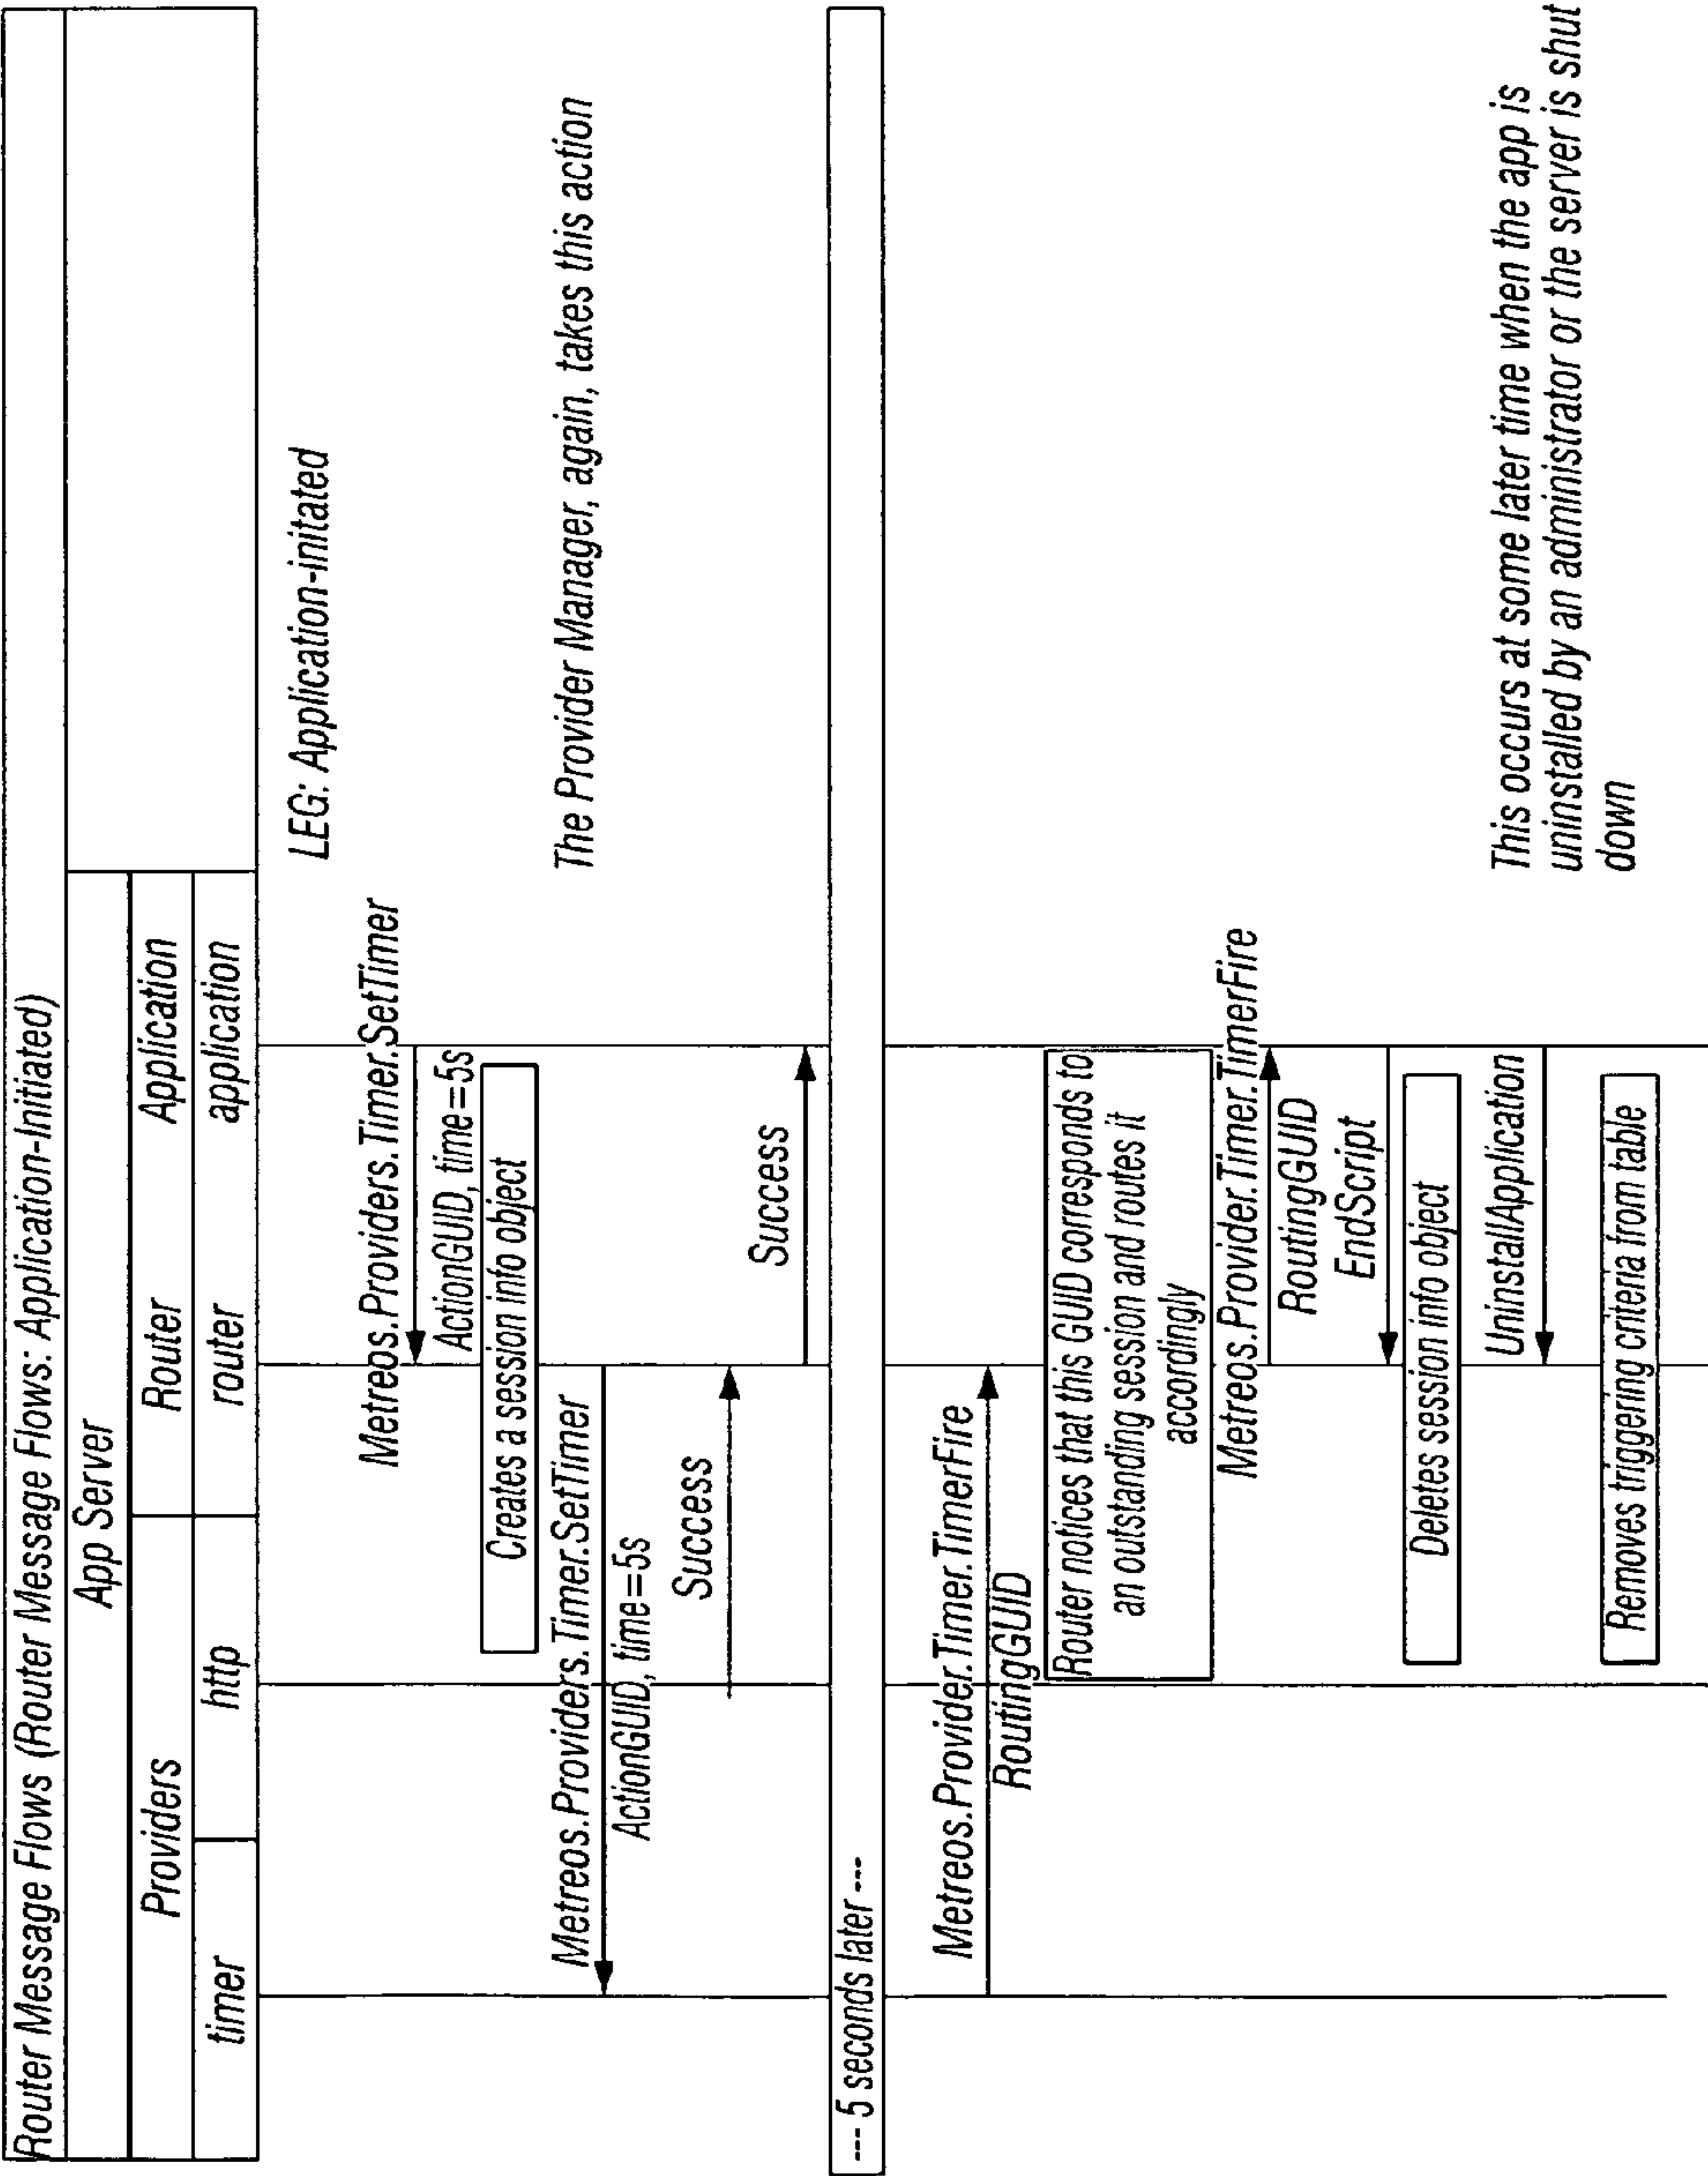 Router Message Flows (Router Message Flows: Application-Initiated)
App Server
Providers
Router
Application
timer
http
router
application
LEG: Application-initated
Metreos.Providers.Timer.SetTimer
ActionGUID, time=5s
Creates a session info object
Metreos.Providers.Timer.SetTimer
The Provider Manager, again, takes this action
ActionGUID, time=5s
Success
Success
--- 5 seconds later ---
Metreos.Provider.Timer.TimerFire
RoutingGUID
Router notices that this GUID corresponds to
an outstanding session and routes it
accordingly
Metreos.Provider.Timer.TimerFire
RoutingGUID
EndScript
Deletes session info object
UninstallApplication
This occurs at some later time when the app is
uninstalled by an administrator or the server is shut
down
Removes triggering criteria from table